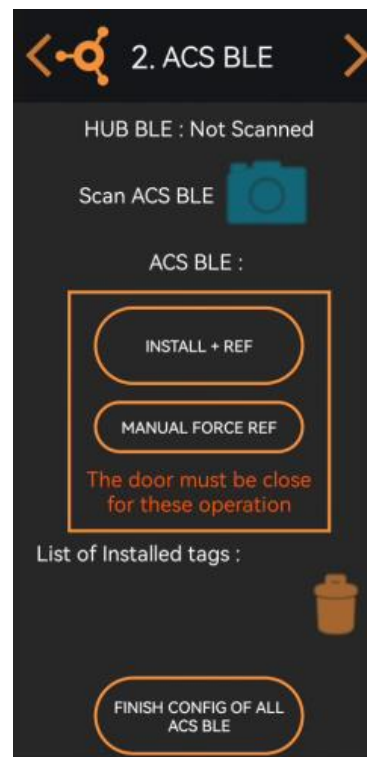 2. ACS BLE
HUB BLE : Not Scanned
Scan ACS BLE
ACS BLE :
INSTALL + REF
MANUAL FORCE REF
The door must be close
for these operation
List of Installed tags :
FINISH CONFIG OF ALL
ACS BLE